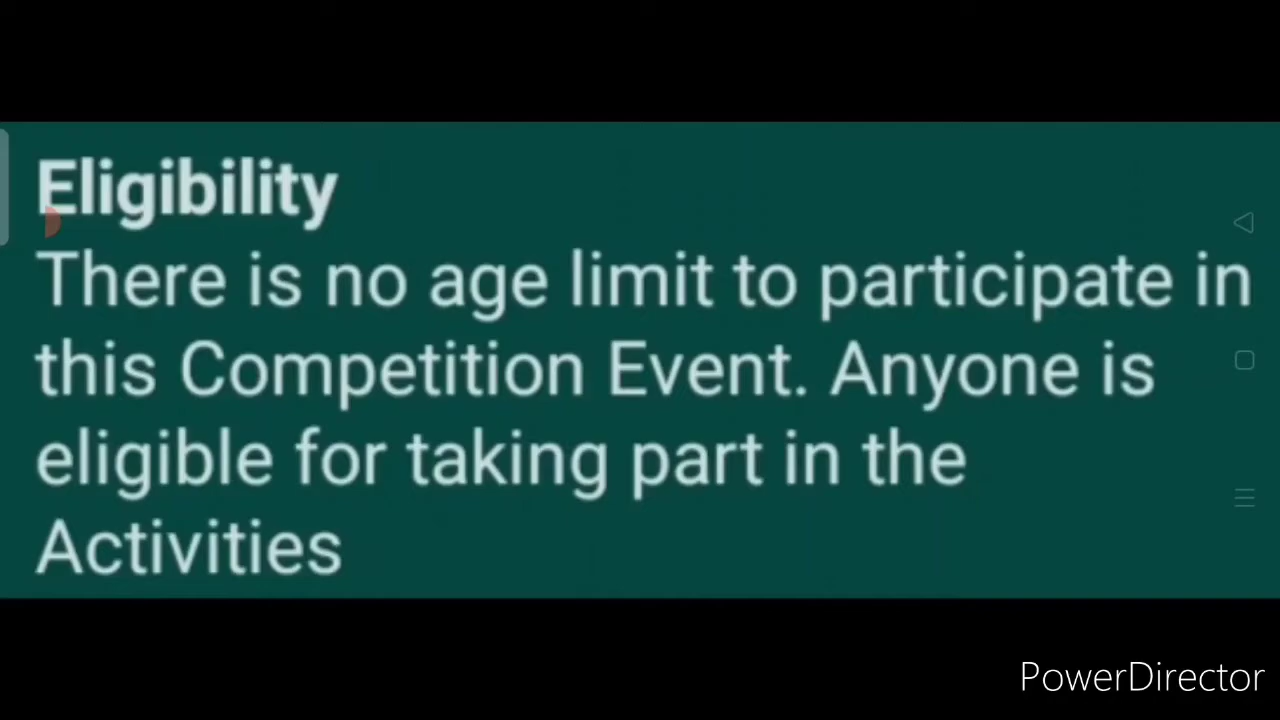 Eligibility
There is no age limit to participate in
this Competition Event. Anyone is
eligible for taking part in the
Activities
PowerDirector